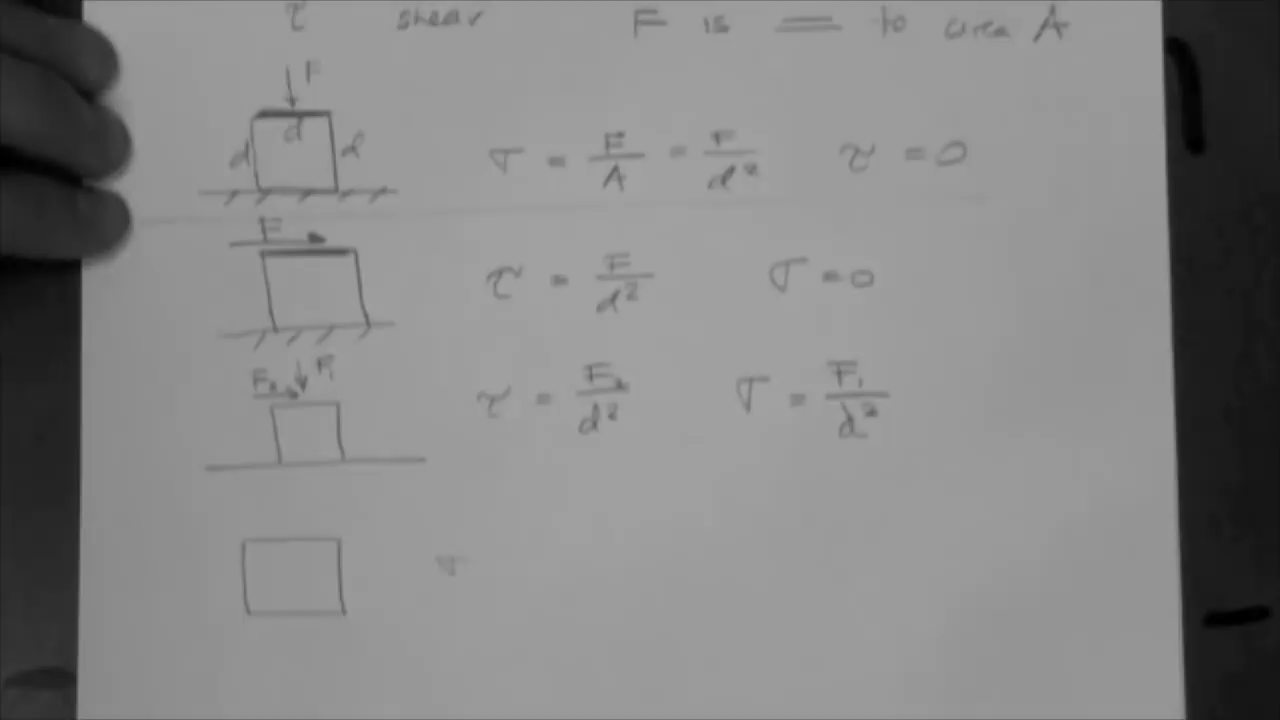 τ shear F is = to area A
F
d d d σ = F/A = F/d² τ = 0
F
τ = F/d² σ = 0
F₂ F₁
τ = F₂/d² σ = F₁/d²
σ